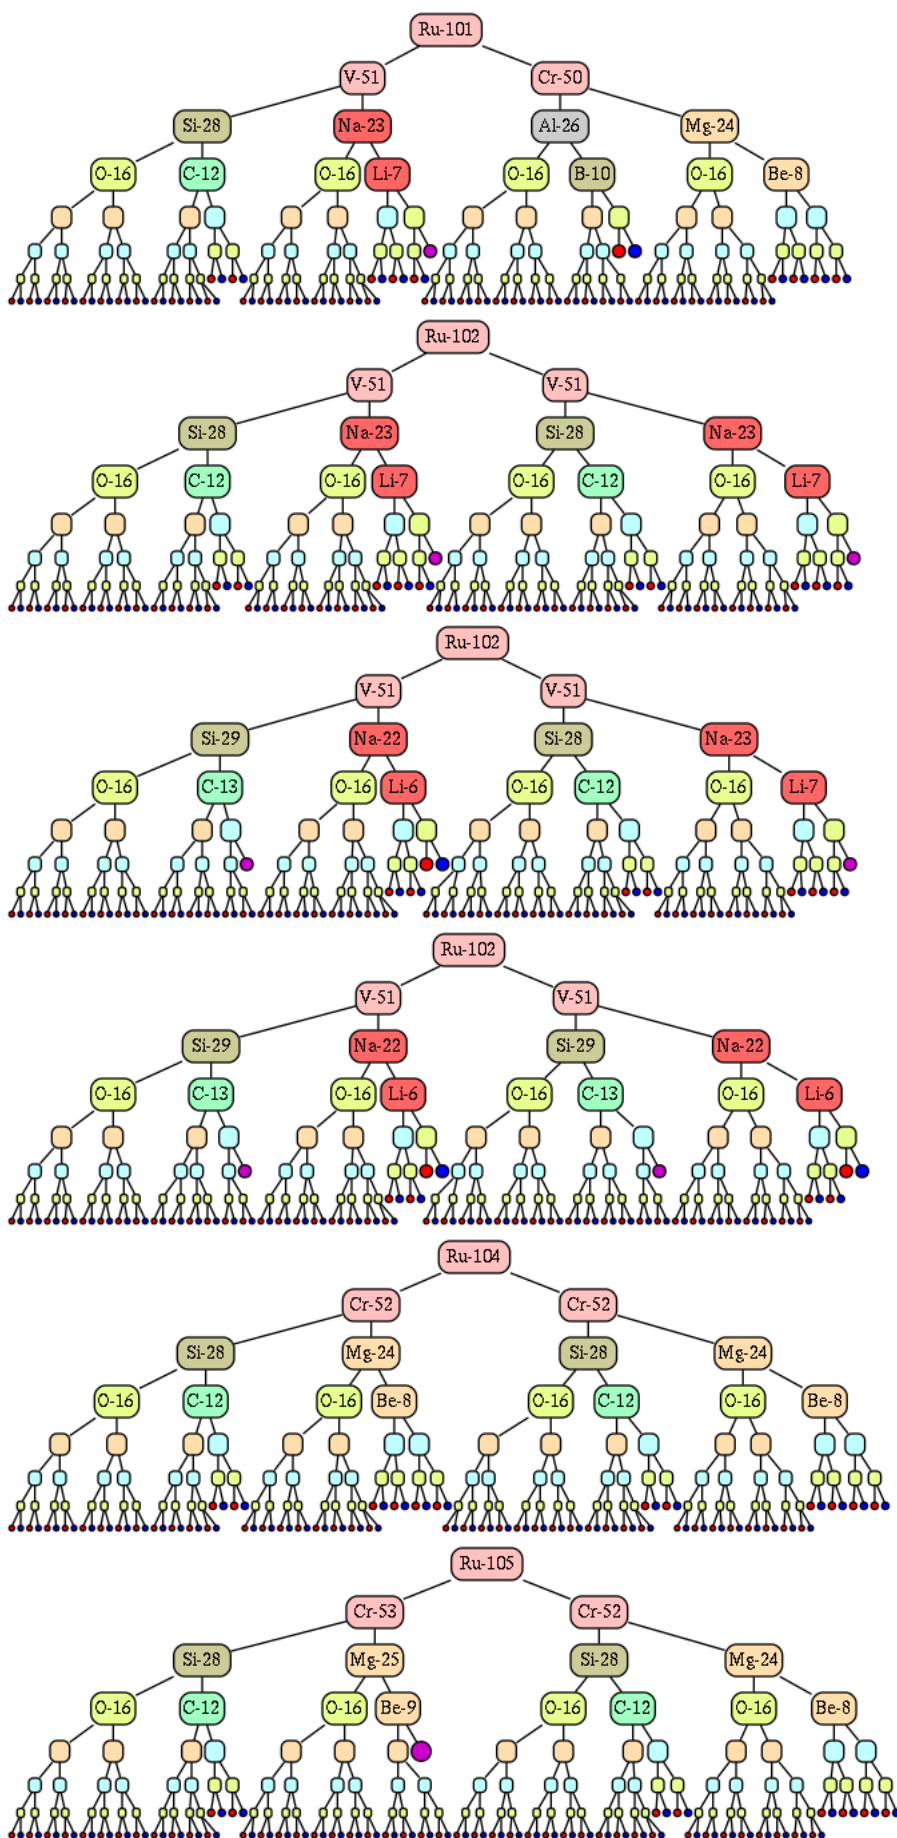 Ru-101
V-51 Cr-50
Si-28 Na-23 Al-26 Mg-24
O-16 C-12 O-16 Li-7 O-16 B-10 O-16 Be-8
Ru-102
V-51 V-51
Si-28 Na-23 Si-28 Na-23
O-16 C-12 O-16 Li-7 O-16 C-12 O-16 Li-7
Ru-102
V-51 V-51
Si-29 Na-22 Si-28 Na-23
O-16 C-13 O-16 Li-6 O-16 C-12 O-16 Li-7
Ru-102
V-51 V-51
Si-29 Na-22 Si-29 Na-22
O-16 C-13 O-16 Li-6 O-16 C-13 O-16 Li-6
Ru-104
Cr-52 Cr-52
Si-28 Mg-24 Si-28 Mg-24
O-16 C-12 O-16 Be-8 O-16 C-12 O-16 Be-8
Ru-105
Cr-53 Cr-52
Si-28 Mg-25 Si-28 Mg-24
O-16 C-12 O-16 Be-9 O-16 C-12 O-16 Be-8